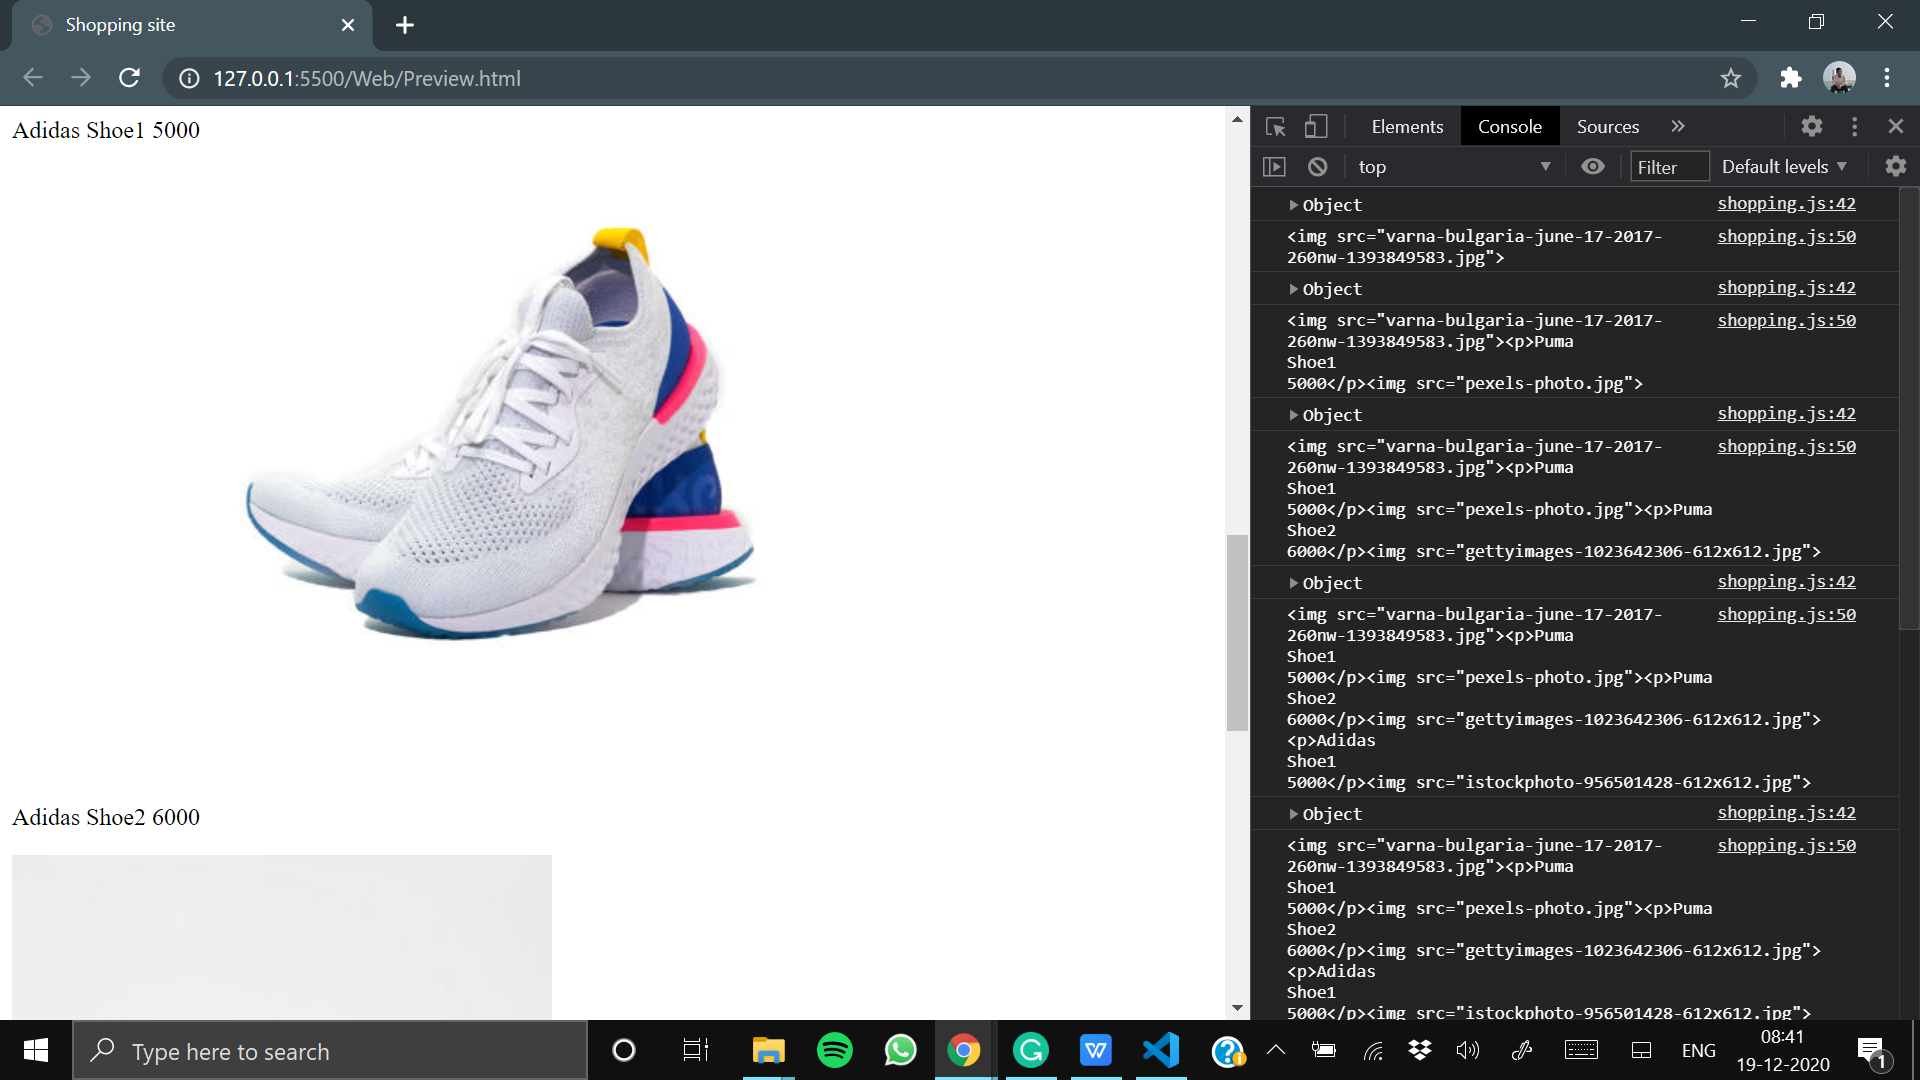 Shopping site
127.0.0.1:5500/Web/Preview.html
Adidas Shoe1 5000
Adidas Shoe2 6000
Elements Console Sources »
top Filter Default levels
Object shopping.js:42
<img src="varna-bulgaria-june-17-2017- shopping.js:50
260nw-1393849583.jpg">
Object shopping.js:42
<img src="varna-bulgaria-june-17-2017- shopping.js:50
260nw-1393849583.jpg"><p>Puma
Shoe1
5000</p><img src="pexels-photo.jpg">
Object shopping.js:42
<img src="varna-bulgaria-june-17-2017- shopping.js:50
260nw-1393849583.jpg"><p>Puma
Shoe1
5000</p><img src="pexels-photo.jpg"><p>Puma
Shoe2
6000</p><img src="gettyimages-1023642306-612x612.jpg">
Object shopping.js:42
<img src="varna-bulgaria-june-17-2017- shopping.js:50
260nw-1393849583.jpg"><p>Puma
Shoe1
5000</p><img src="pexels-photo.jpg"><p>Puma
Shoe2
6000</p><img src="gettyimages-1023642306-612x612.jpg">
<p>Adidas
Shoe1
5000</p><img src="istockphoto-956501428-612x612.jpg">
Object shopping.js:42
<img src="varna-bulgaria-june-17-2017- shopping.js:50
260nw-1393849583.jpg"><p>Puma
Shoe1
5000</p><img src="pexels-photo.jpg"><p>Puma
Shoe2
6000</p><img src="gettyimages-1023642306-612x612.jpg">
<p>Adidas
Shoe1
5000</p><img src="istockphoto-956501428-612x612.jpg">
Type here to search
ENG
08:41
19-12-2020
1